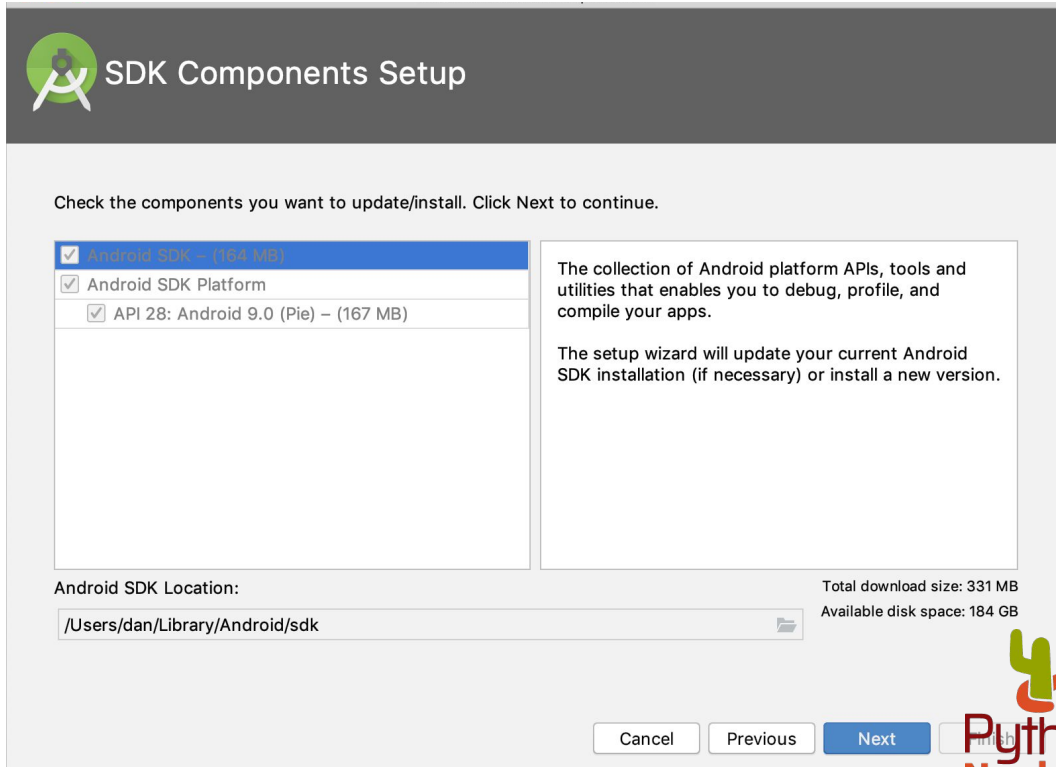 SDK Components Setup
Check the components you want to update/install. Click Next to continue.
Android SDK – (164 MB)
Android SDK Platform
API 28: Android 9.0 (Pie) – (167 MB)
The collection of Android platform APIs, tools and
utilities that enables you to debug, profile, and
compile your apps.
The setup wizard will update your current Android
SDK installation (if necessary) or install a new version.
Android SDK Location:
/Users/dan/Library/Android/sdk
Total download size: 331 MB
Available disk space: 184 GB
Cancel
Previous
Next
Finish
Pyth